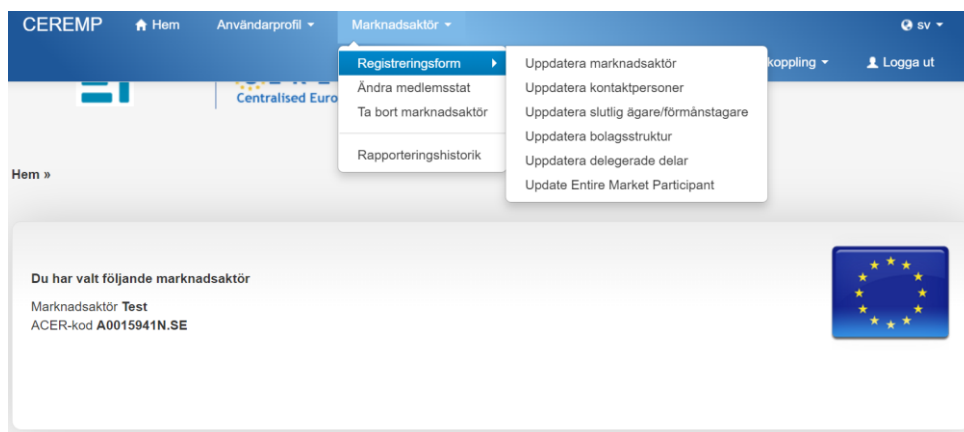 CEREMP Hem Användarprofil Marknadsaktör sv
koppling Logga ut
Centralised Euro
Registreringsform
Ändra medlemsstat
Ta bort marknadsaktör
Rapporteringshistorik
Uppdatera marknadsaktör
Uppdatera kontaktpersoner
Uppdatera slutlig ägare/förmånstagare
Uppdatera bolagsstruktur
Uppdatera delegerade delar
Update Entire Market Participant
Hem »
Du har valt följande marknadsaktör
Marknadsaktör Test
ACER-kod A0015941N.SE